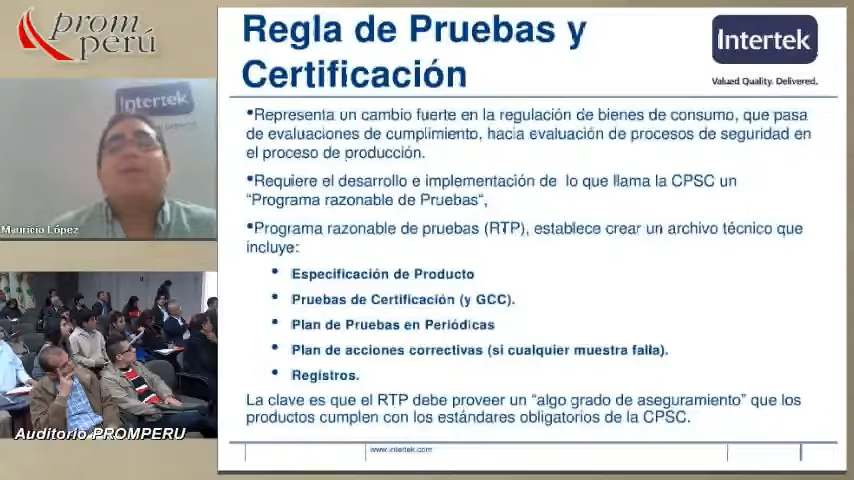 prom
perú
Intertek
Mauricio López
Auditorio PROMPERU
Regla de Pruebas y
Certificación
Intertek
Valued Quality. Delivered.
•Representa un cambio fuerte en la regulación de bienes de consumo, que pasa
de evaluaciones de cumplimiento, hacia evaluación de procesos de seguridad en
el proceso de producción.
•Requiere el desarrollo e implementación de lo que llama la CPSC un
"Programa razonable de Pruebas",
•Programa razonable de pruebas (RTP), establece crear un archivo técnico que
incluye:
• Especificación de Producto
• Pruebas de Certificación (y GCC).
• Plan de Pruebas en Periódicas
• Plan de acciones correctivas (si cualquier muestra falla).
• Registros.
La clave es que el RTP debe proveer un "algo grado de aseguramiento" que los
productos cumplen con los estándares obligatorios de la CPSC.
www.intertek.com